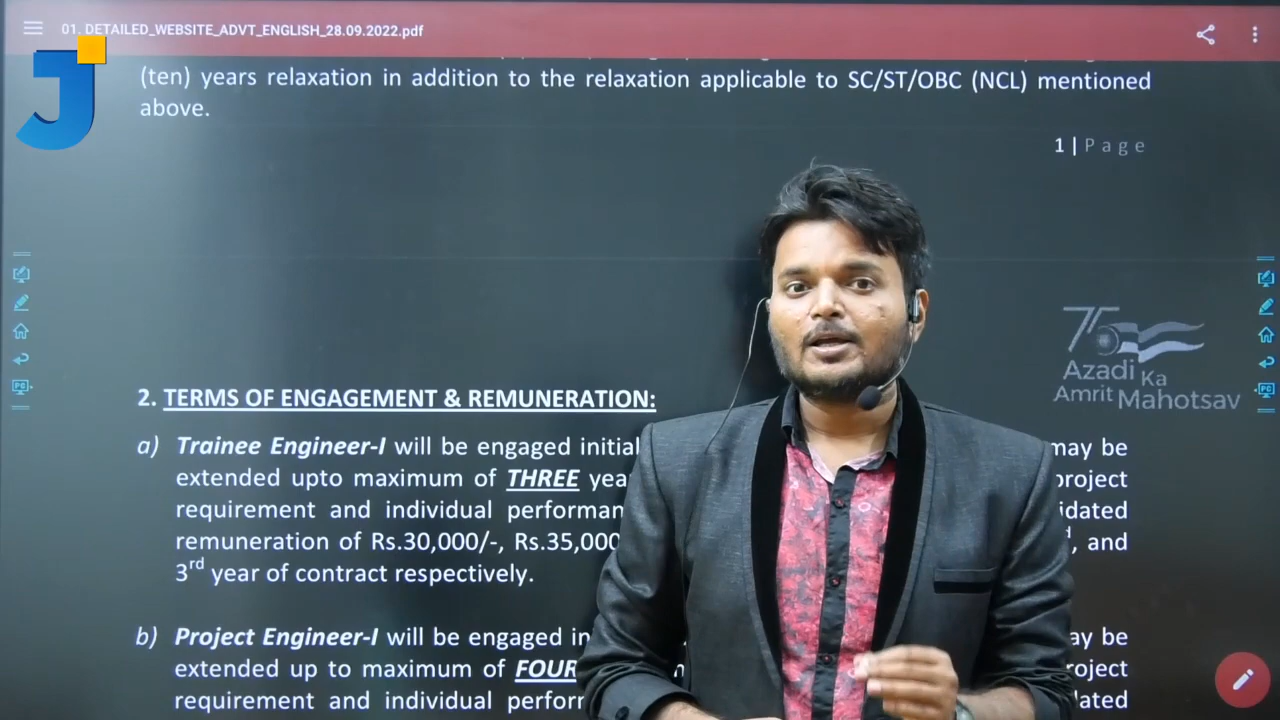 01. DETAILED_WEBSITE_ADVT_ENGLISH_28.09.2022.pdf
(ten) years relaxation in addition to the relaxation applicable to SC/ST/OBC (NCL) mentioned
above.
1 | Page
75
Azadi Ka
Amrit Mahotsav
2. TERMS OF ENGAGEMENT & REMUNERATION:
a) Trainee Engineer-I will be engaged initial may be
extended upto maximum of THREE yea project
requirement and individual performan idated
remuneration of Rs.30,000/-, Rs.35,000 , and
3rd year of contract respectively.
b) Project Engineer-I will be engaged in ay be
extended up to maximum of FOUR roject
requirement and individual perform dated